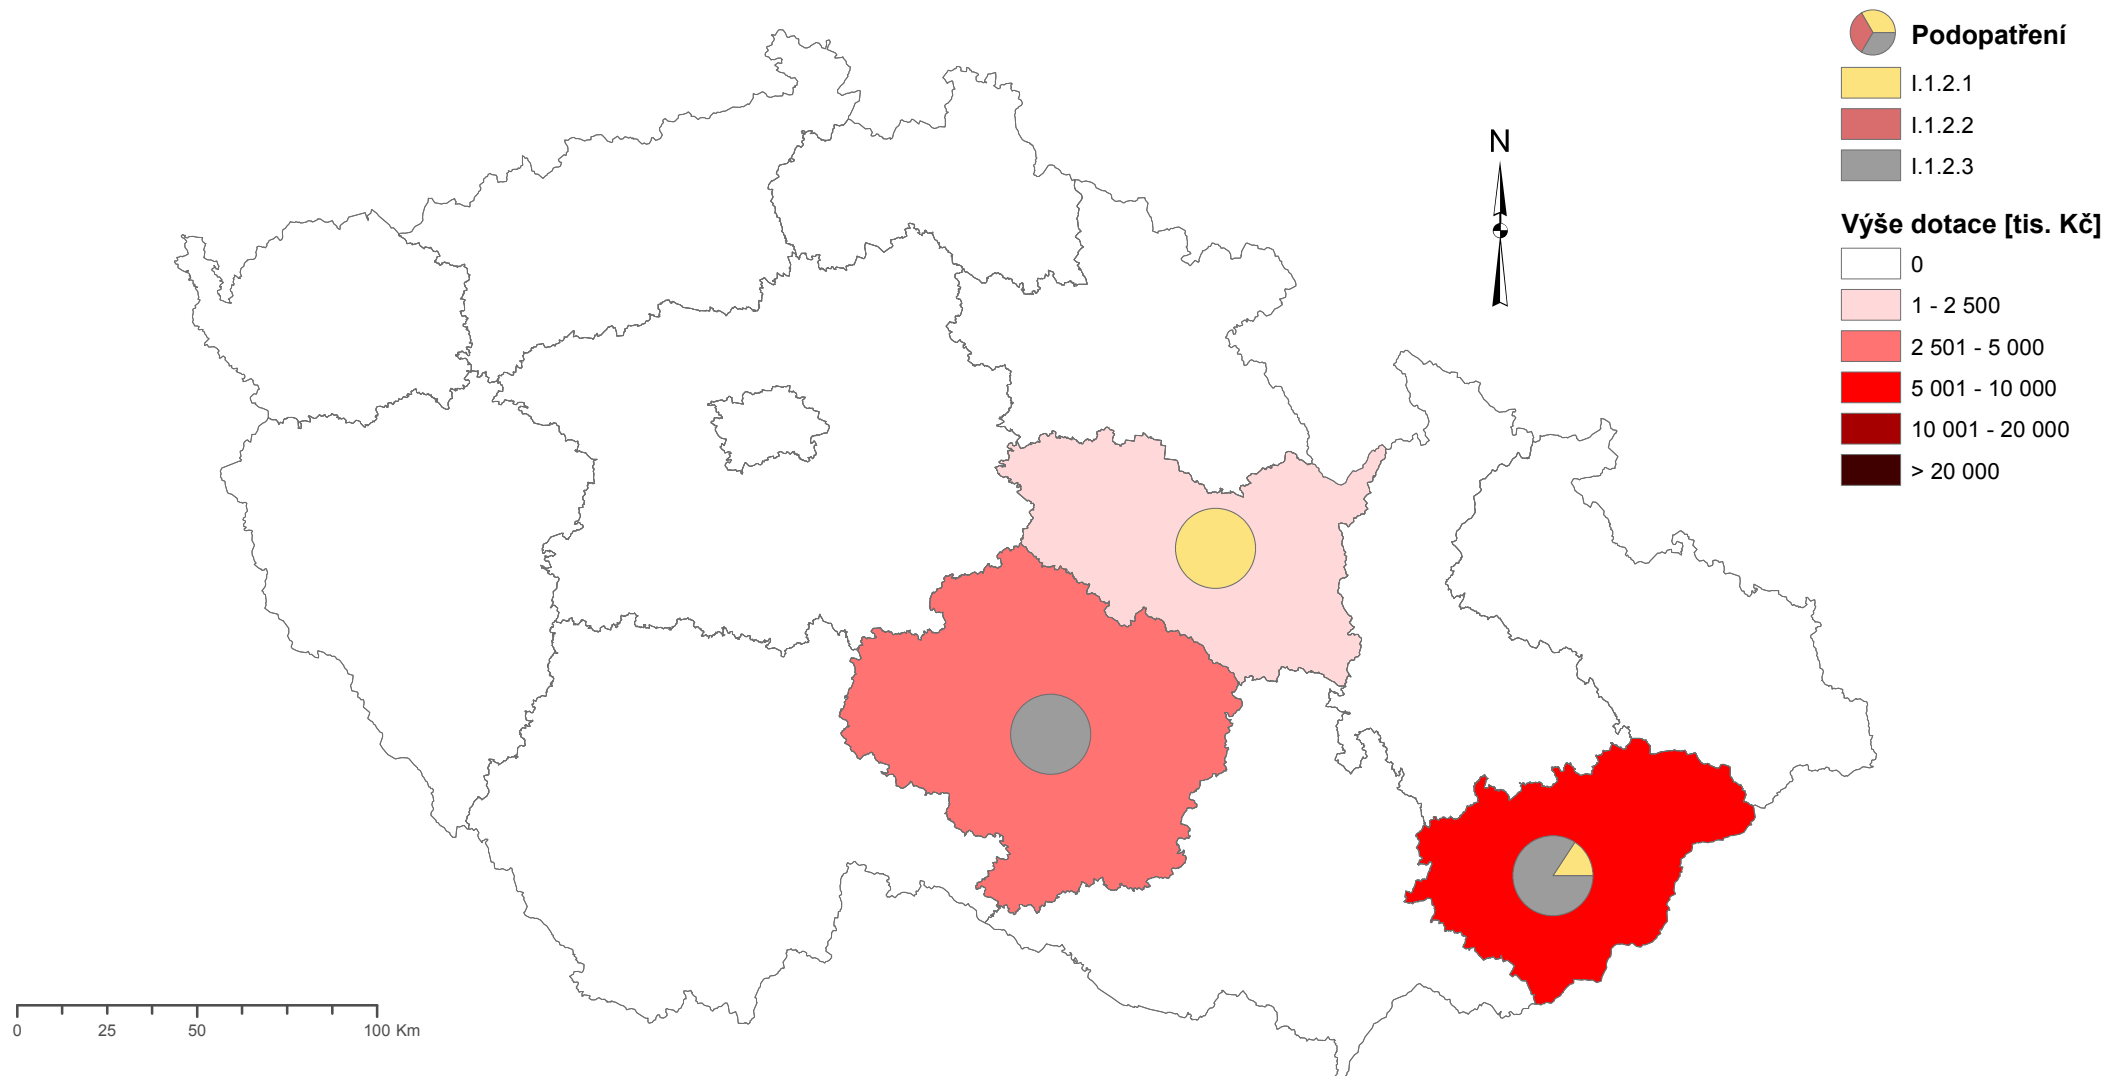 Podopatření
I.1.2.1
I.1.2.2
I.1.2.3
N
Výše dotace [tis. Kč]
0
1 - 2 500
2 501 - 5 000
5 001 - 10 000
10 001 - 20 000
> 20 000
0 25 50 100 Km